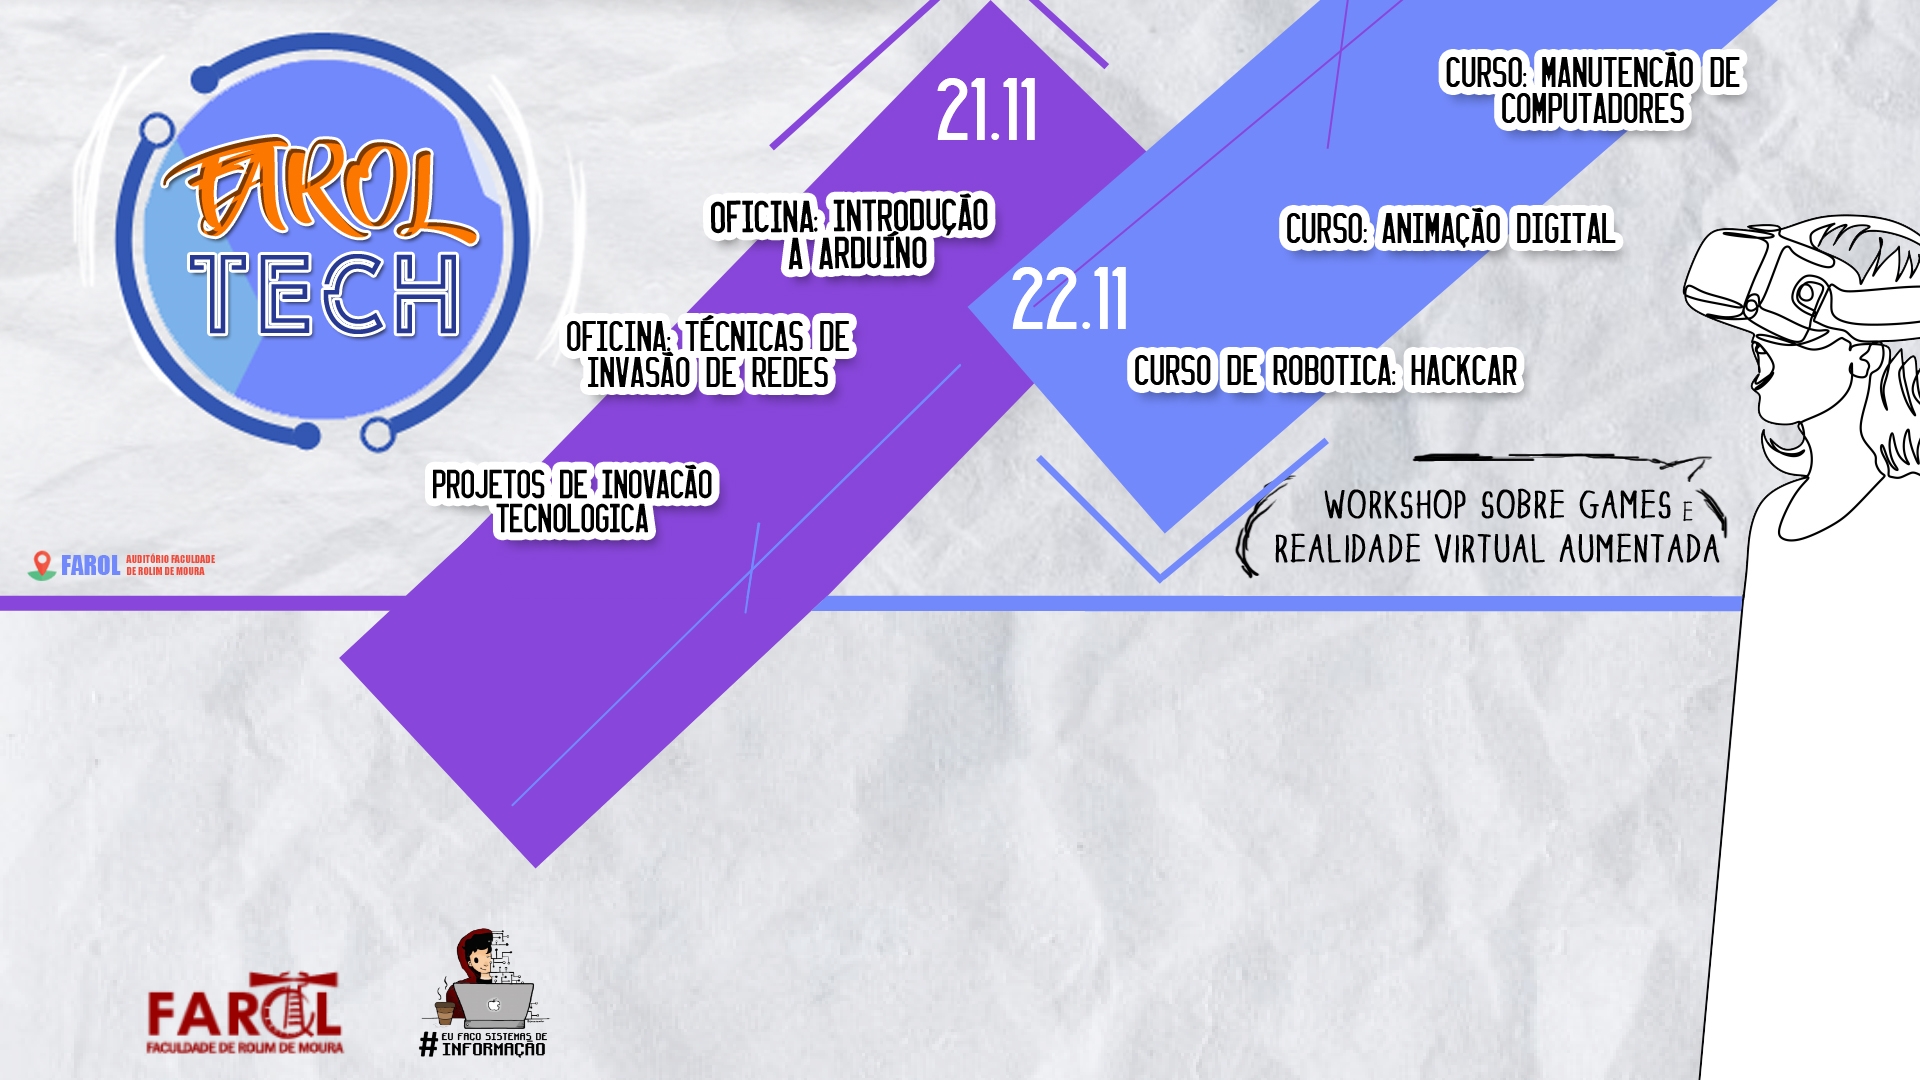 FAROL
TECH
21.11
OFICINA: INTRODUÇÃO
A ARDUÍNO
OFICINA: TÉCNICAS DE
INVASÃO DE REDES
PROJETOS DE INOVACÃO
TECNOLOGICA
22.11
CURSO: MANUTENCÃO DE
COMPUTADORES
CURSO: ANIMAÇÃO DIGITAL
CURSO DE ROBOTICA: HACKCAR
WORKSHOP SOBRE GAMES E
REALIDADE VIRTUAL AUMENTADA
FAROL AUDITÓRIO FACULDADE
DE ROLIM DE MOURA
FAROL
FACULDADE DE ROLIM DE MOURA
# EU FACO SISTEMAS DE
INFORMAÇÃO